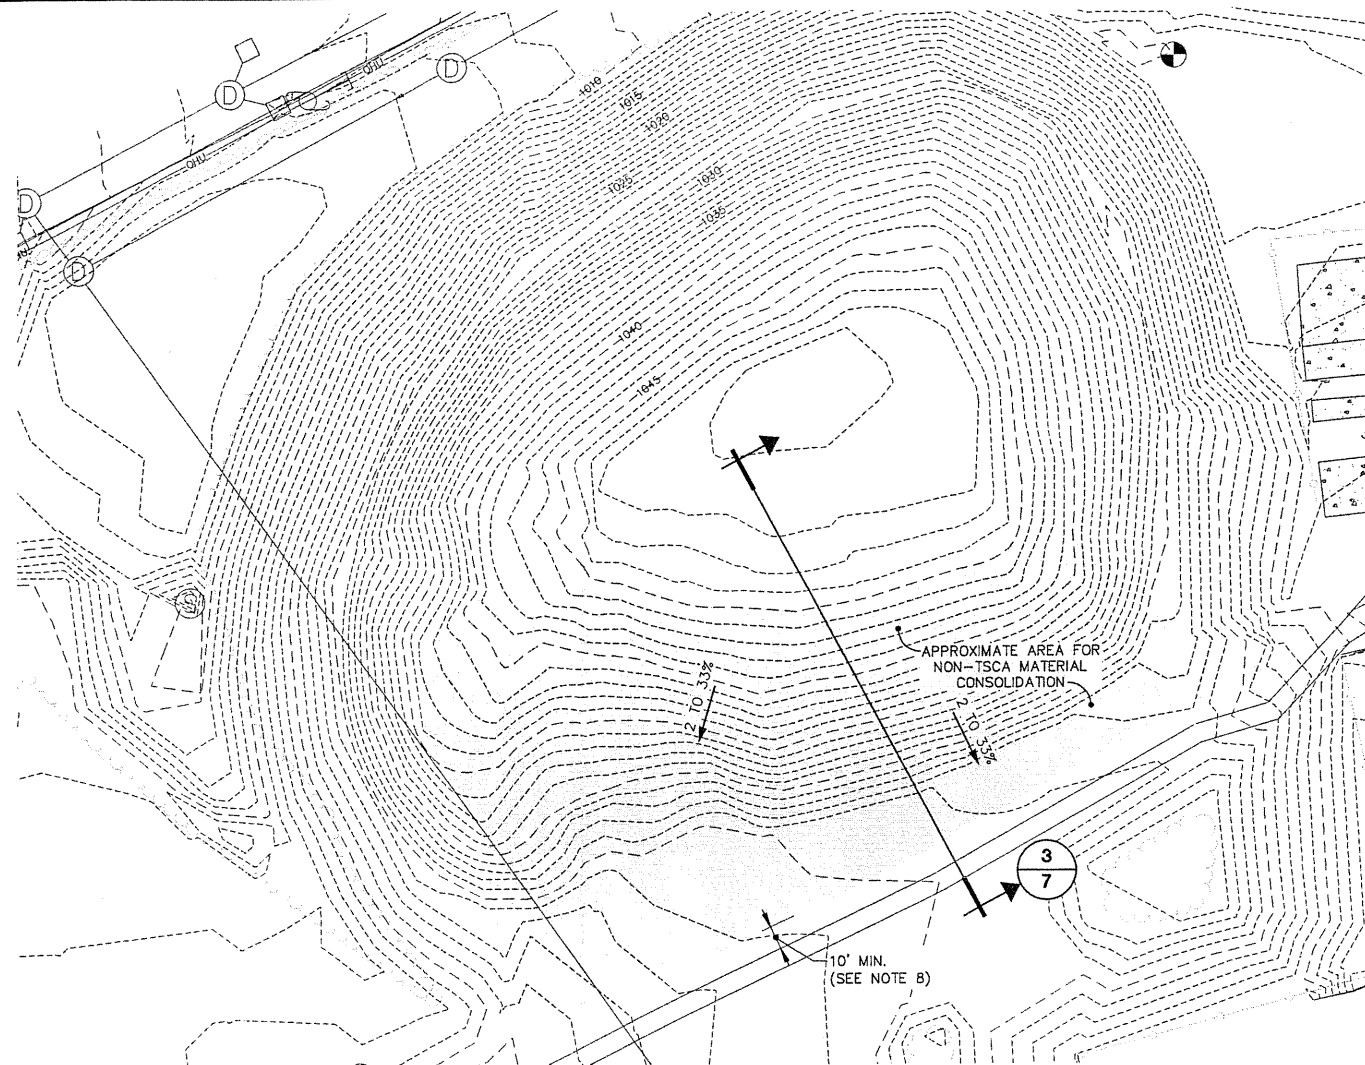 D
OHU
D
1010
1015
1020
OHU
1025
1030
1035
D
D
1040
1045
S
APPROXIMATE AREA FOR
NON-TSCA MATERIAL
CONSOLIDATION
2 TO 33%
2 TO 33%
3
7
10' MIN.
(SEE NOTE 8)